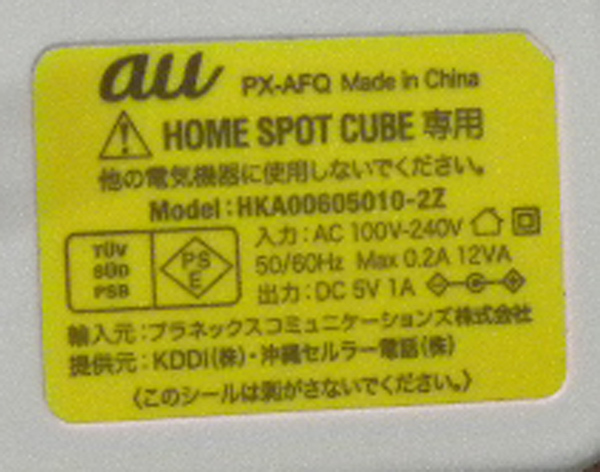 au PX-AFQ Made in China
HOME SPOT CUBE 専用
他の電気機器に使用しないでください。
Model：HKA00605010-2Z
入力：AC 100V-240V
50/60Hz Max 0.2A 12VA
出力：DC 5V 1A
TÜV
SÜD
PSB
PS
E
輸入元：プラネックスコミュニケーションズ株式会社
提供元：KDDI(株)・沖縄セルラー電話(株)
〈このシールは剥がさないでください。〉